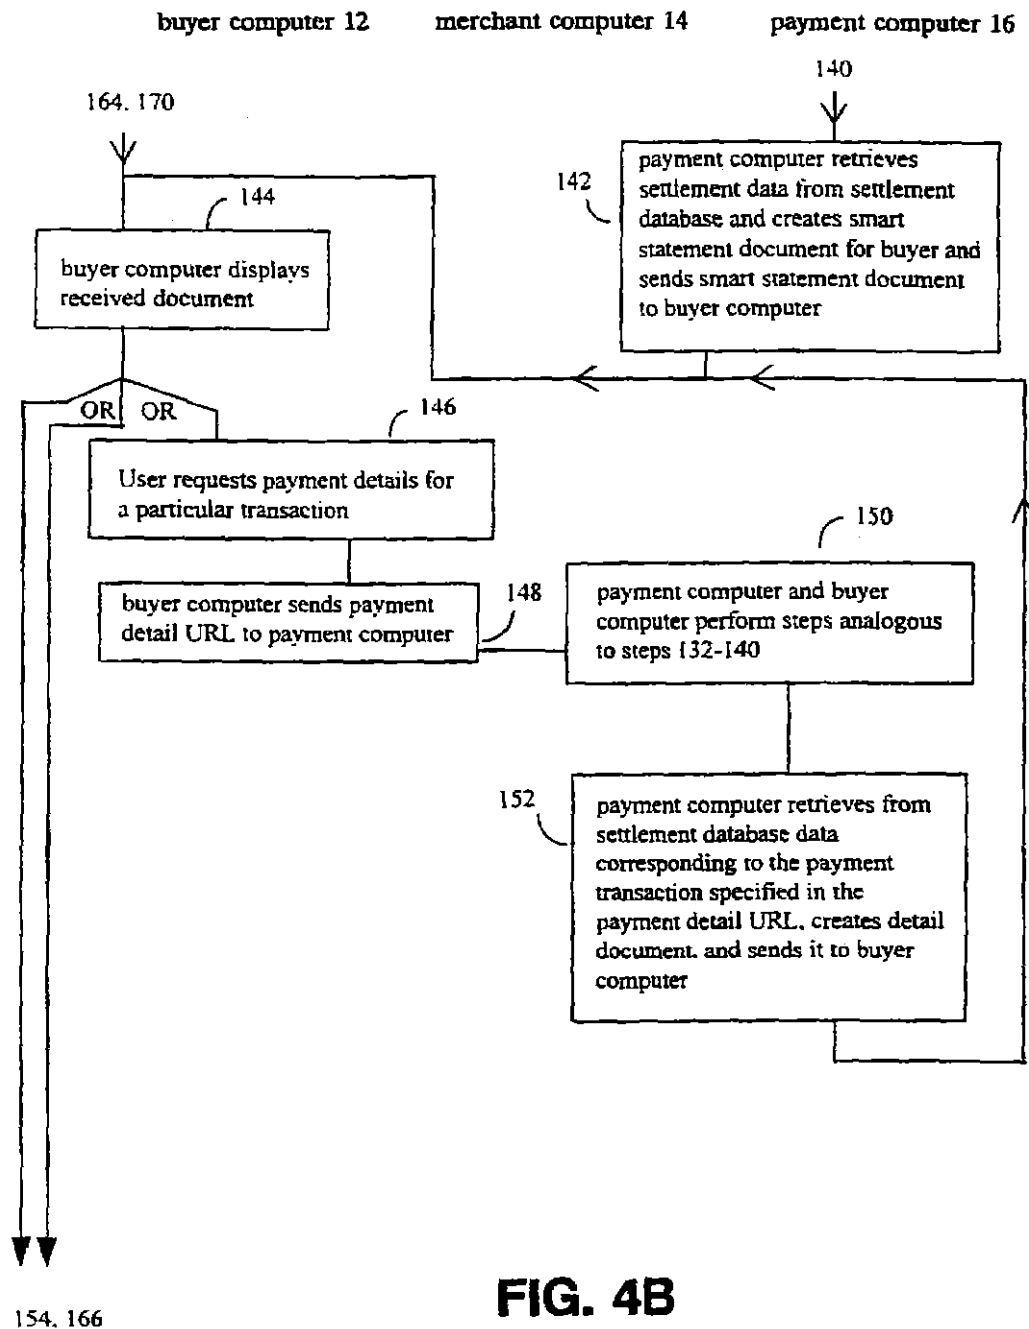 buyer computer 12 merchant computer 14 payment computer 16
140
164. 170
payment computer retrieves
settlement data from settlement
database and creates smart
statement document for buyer and
sends smart statement document
to buyer computer
142
144
buyer computer displays
received document
OR OR
146
User requests payment details for
a particular transaction
150
148
buyer computer sends payment
detail URL to payment computer
payment computer and buyer
computer perform steps analogous
to steps 132-140
152
payment computer retrieves from
settlement database data
corresponding to the payment
transaction specified in the
payment detail URL, creates detail
document, and sends it to buyer
computer
154, 166
FIG. 4B